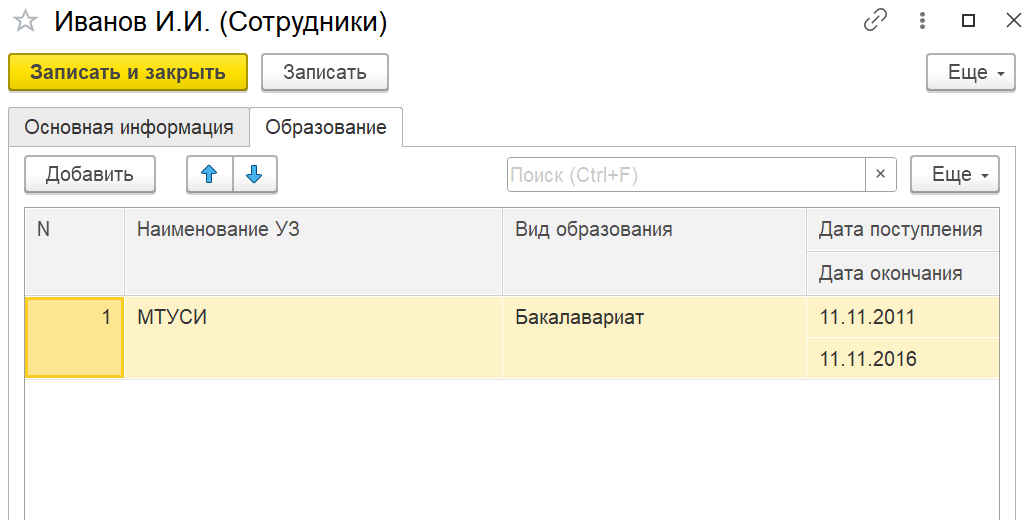 Иванов И.И. (Сотрудники)
Записать и закрыть Записать Еще
Основная информация Образование
Добавить Поиск (Ctrl+F) × Еще
N Наименование УЗ Вид образования Дата поступления
Дата окончания
1 МТУСИ Бакалавариат 11.11.2011
11.11.2016